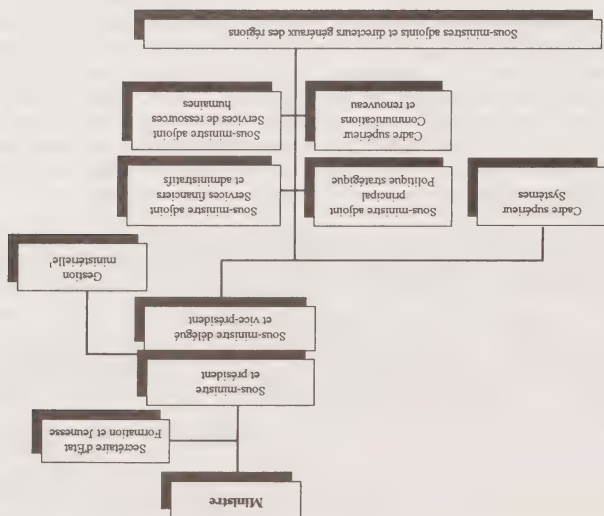 Ministre
Secrétaire d'État
Formation et Jeunesse
Sous-ministre
et président
Sous-ministre délégué
et vice-président
Gestion
ministérielle¹
Cadre supérieur
Systèmes
Sous-ministre adjoint
principal
Politique stratégique
Sous-ministre adjoint
Services financiers
et administratifs
Cadre supérieur
Communications
et renouveau
Sous-ministre adjoint
Services de ressources
humaines
Sous-ministres adjoints et directeurs généraux des régions